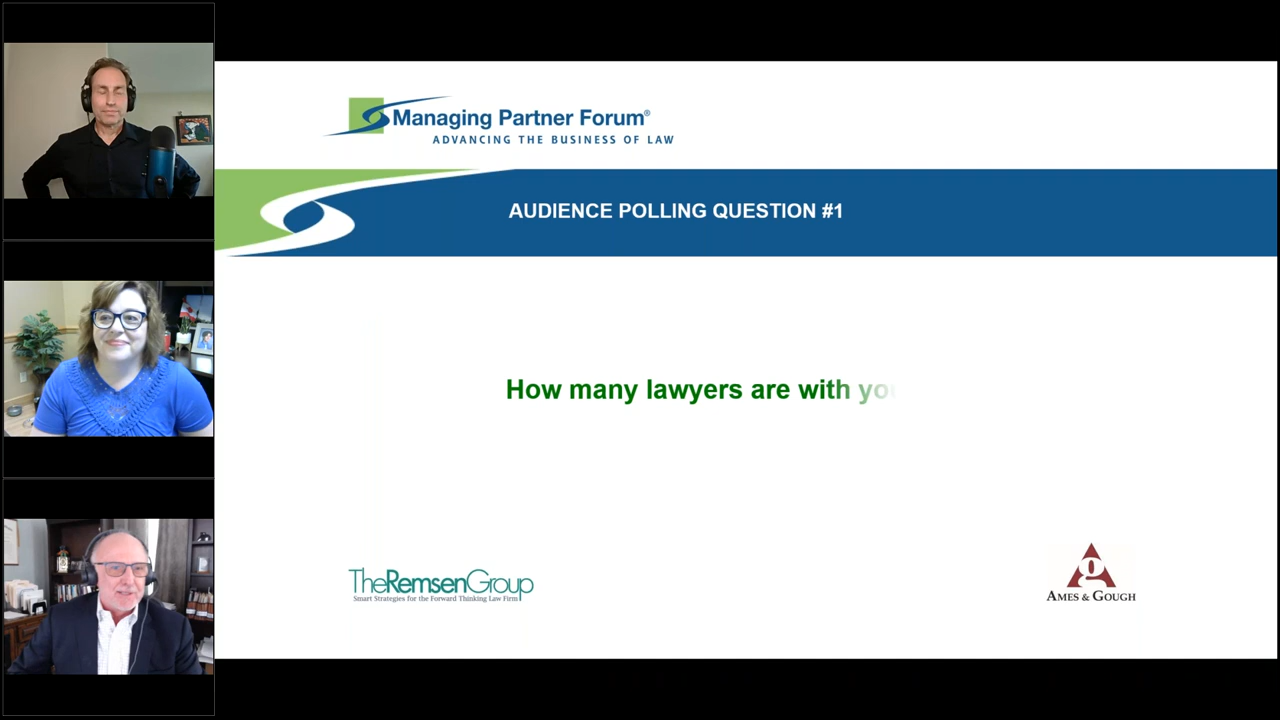 Managing Partner Forum®
ADVANCING THE BUSINESS OF LAW
AUDIENCE POLLING QUESTION #1
How many lawyers are with
TheRemsenGroup
Smart Strategies for the Forward Thinking Law Firm
g
AMES & GOUGH